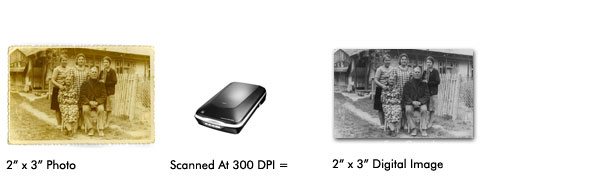 2” x 3” Photo
Scanned At 300 DPI =
2” x 3” Digital Image